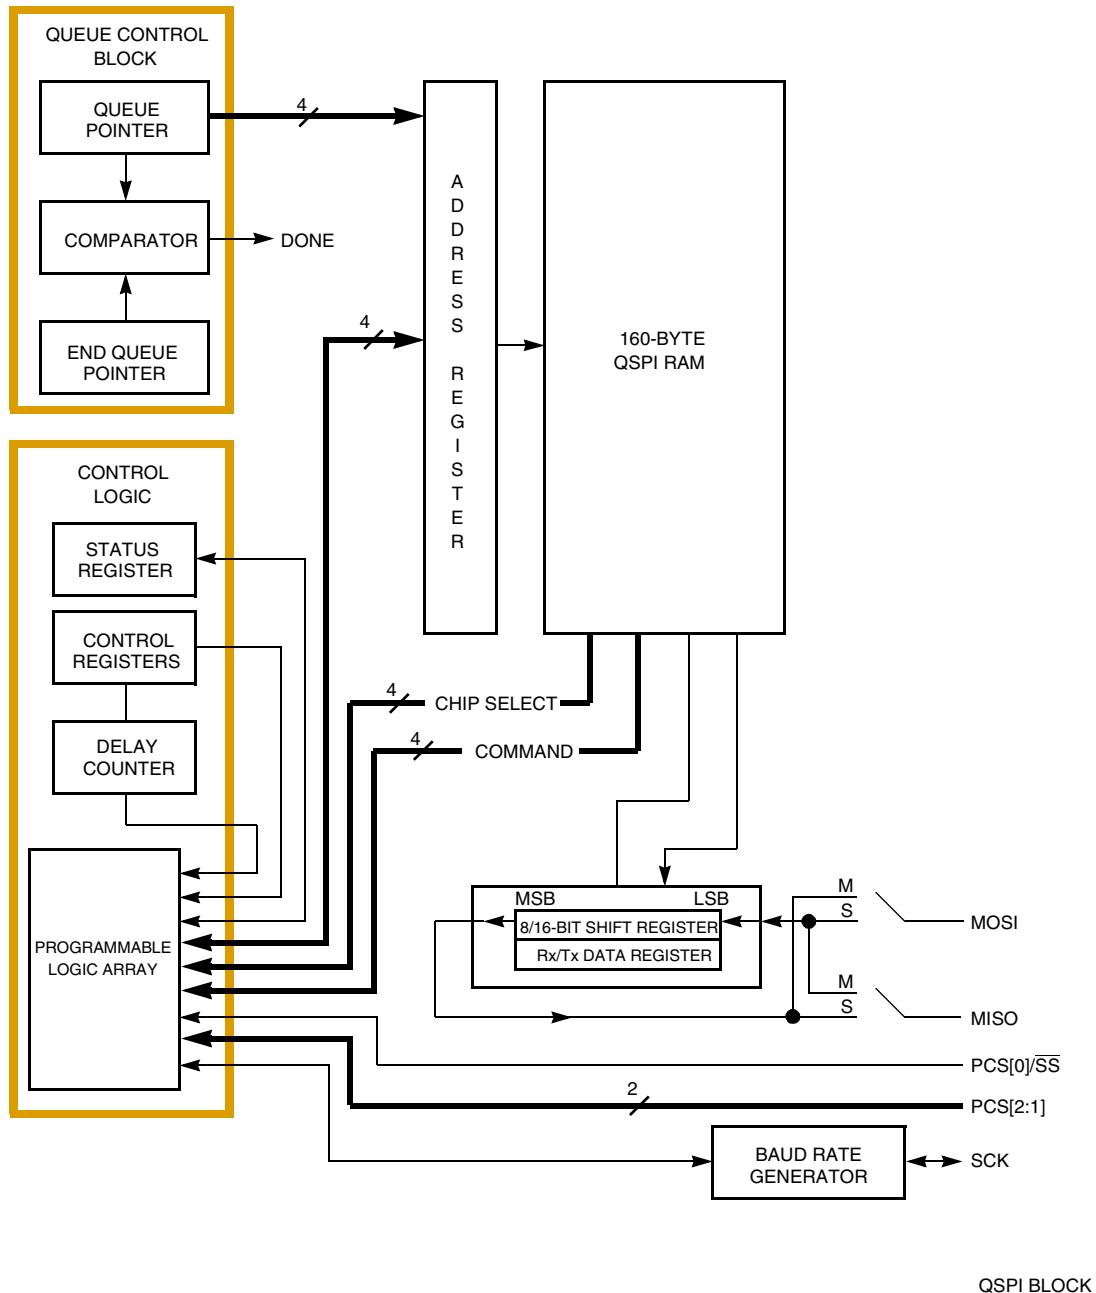 QUEUE CONTROL
BLOCK
QUEUE
POINTER
4
COMPARATOR
DONE
END QUEUE
POINTER
4
ADDRESS REGISTER
160-BYTE
QSPI RAM
CONTROL
LOGIC
STATUS
REGISTER
CONTROL
REGISTERS
DELAY
COUNTER
4
CHIP SELECT
4
COMMAND
PROGRAMMABLE
LOGIC ARRAY
MSB
LSB
8/16-BIT SHIFT REGISTER
Rx/Tx DATA REGISTER
M
S
MOSI
M
S
MISO
PCS[0]/S̅S̅
2
PCS[2:1]
BAUD RATE
GENERATOR
SCK
QSPI BLOCK